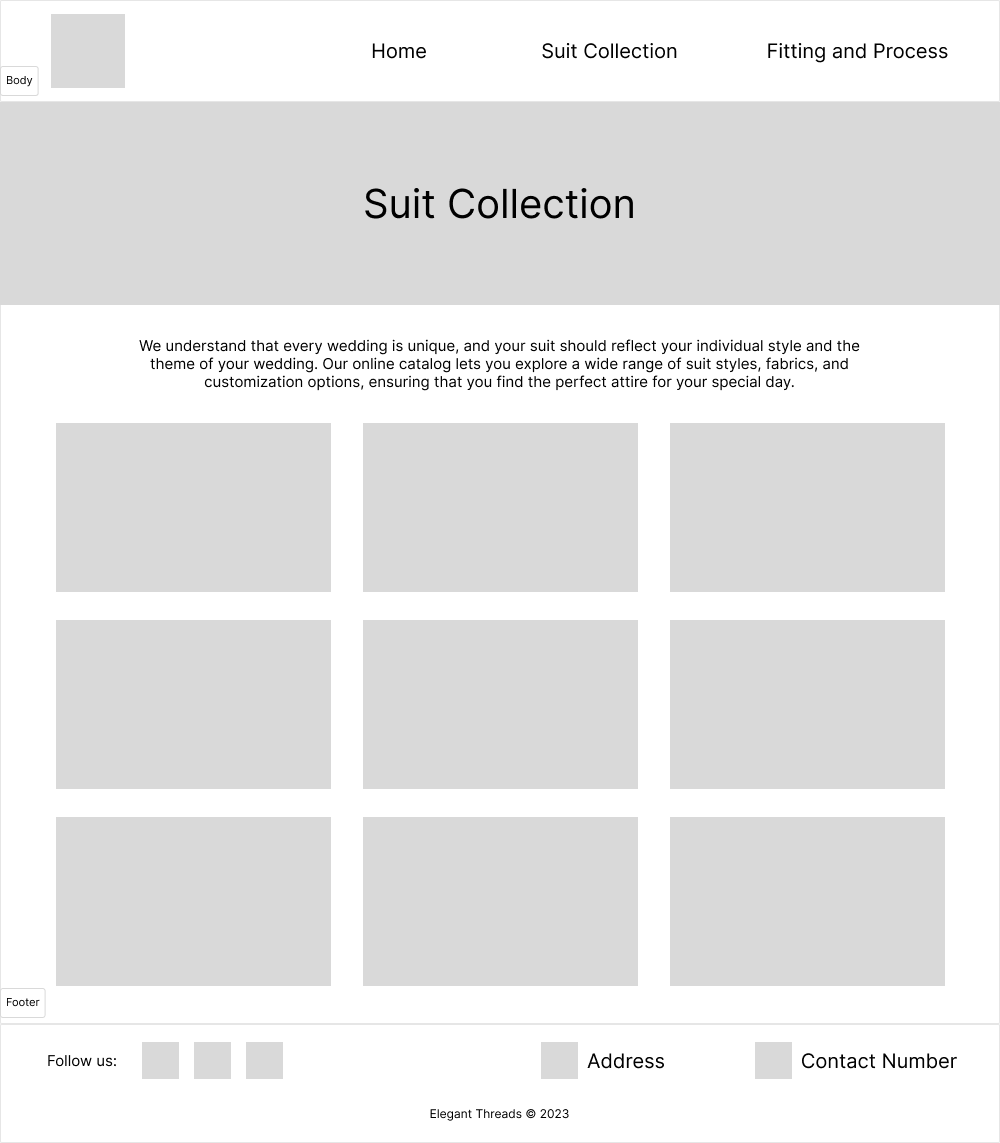 Home
Suit Collection
Fitting and Process
Body
Suit Collection
We understand that every wedding is unique, and your suit should reflect your individual style and the
theme of your wedding. Our online catalog lets you explore a wide range of suit styles, fabrics, and
customization options, ensuring that you find the perfect attire for your special day.
Footer
Follow us:
Address
Contact Number
Elegant Threads © 2023